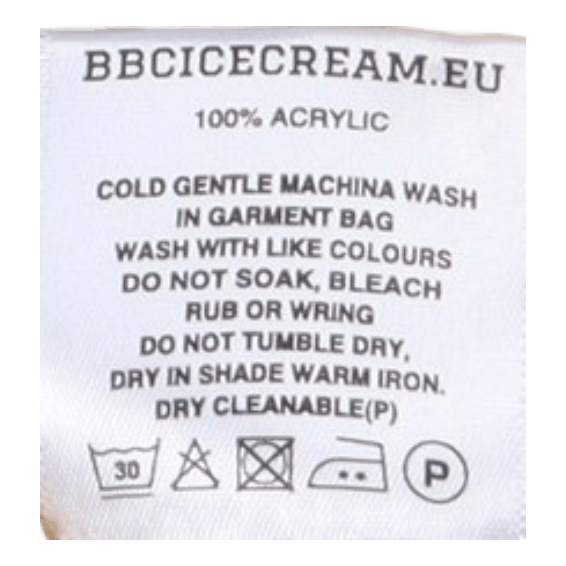 BBCICECREAM.EU
100% ACRYLIC
COLD GENTLE MACHINA WASH
IN GARMENT BAG
WASH WITH LIKE COLOURS
DO NOT SOAK, BLEACH
RUB OR WRING
DO NOT TUMBLE DRY,
DRY IN SHADE WARM IRON.
DRY CLEANABLE(P)
30 P